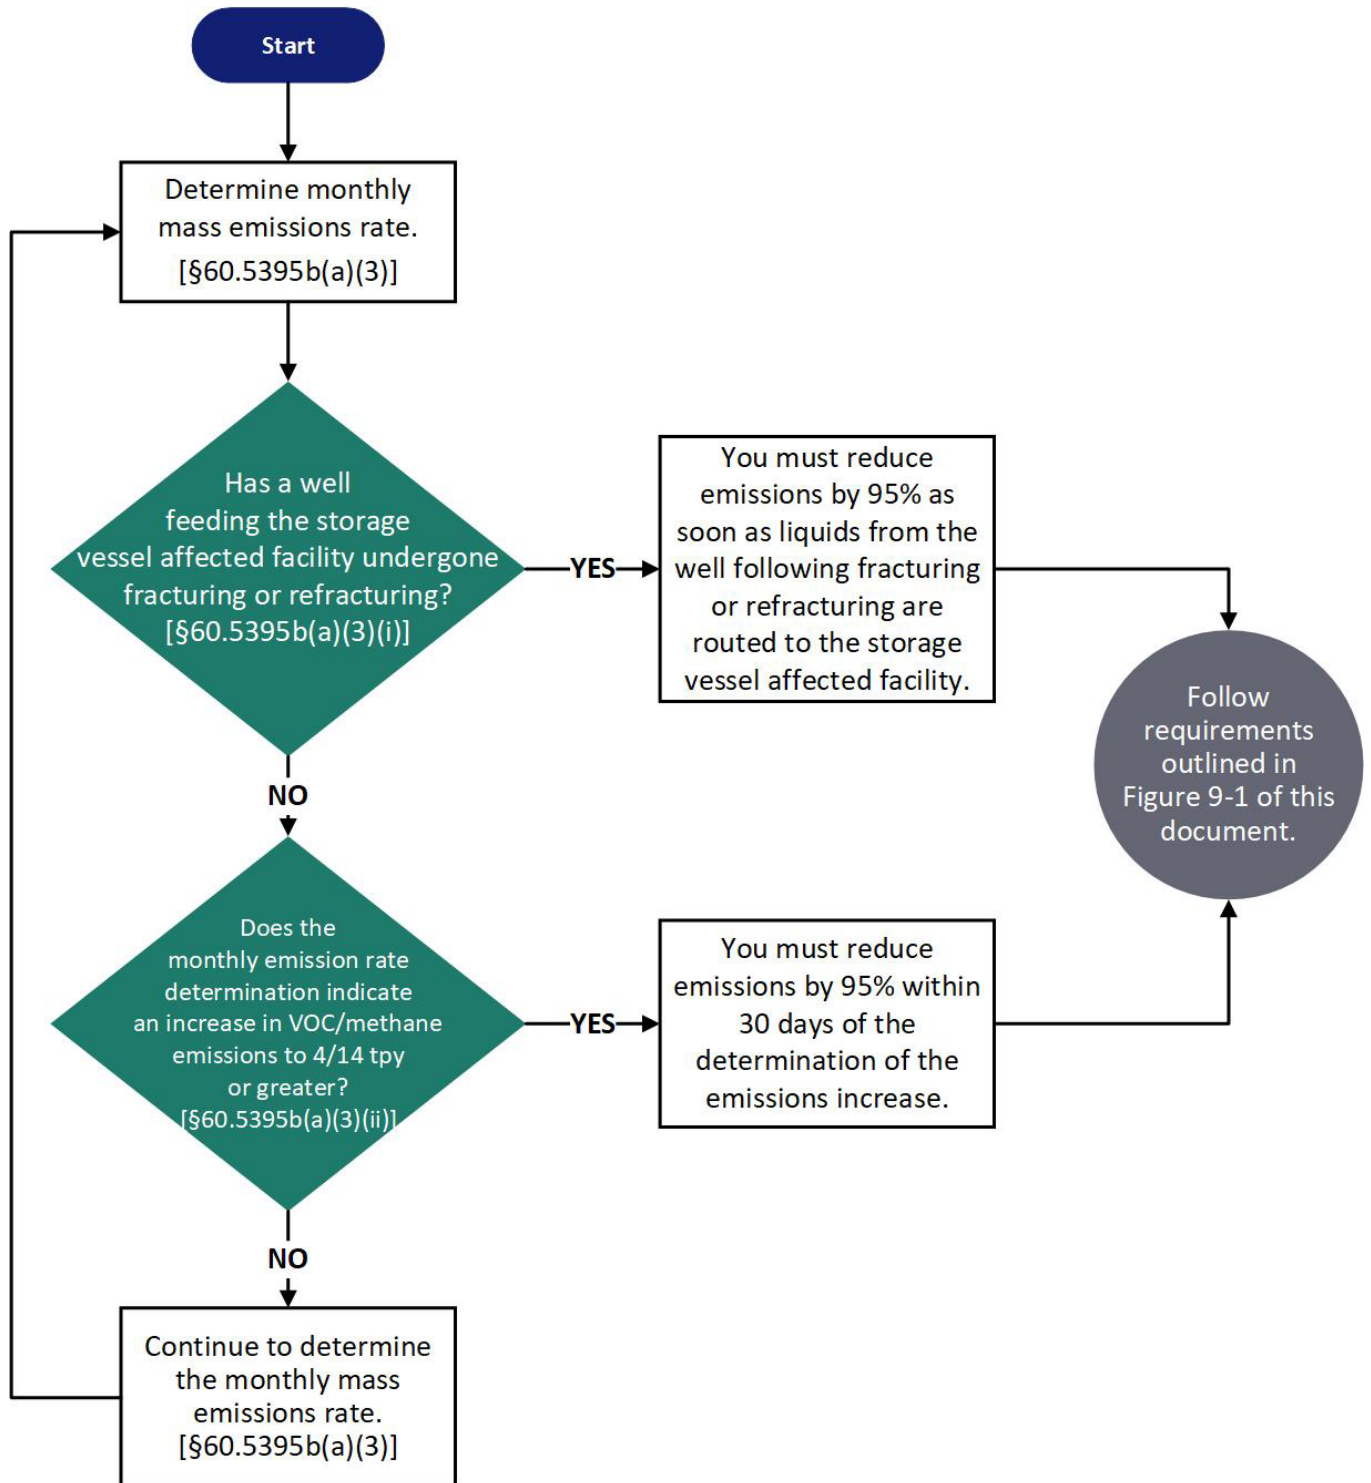 Start
Determine monthly
mass emissions rate.
[§60.5395b(a)(3)]
Has a well
feeding the storage
vessel affected facility undergone
fracturing or refracturing?
[§60.5395b(a)(3)(i)]
YES
You must reduce
emissions by 95% as
soon as liquids from the
well following fracturing
or refracturing are
routed to the storage
vessel affected facility.
Follow
requirements
outlined in
Figure 9-1 of this
document.
NO
Does the
monthly emission rate
determination indicate
an increase in VOC/methane
emissions to 4/14 tpy
or greater?
[§60.5395b(a)(3)(ii)]
YES
You must reduce
emissions by 95% within
30 days of the
determination of the
emissions increase.
NO
Continue to determine
the monthly mass
emissions rate.
[§60.5395b(a)(3)]